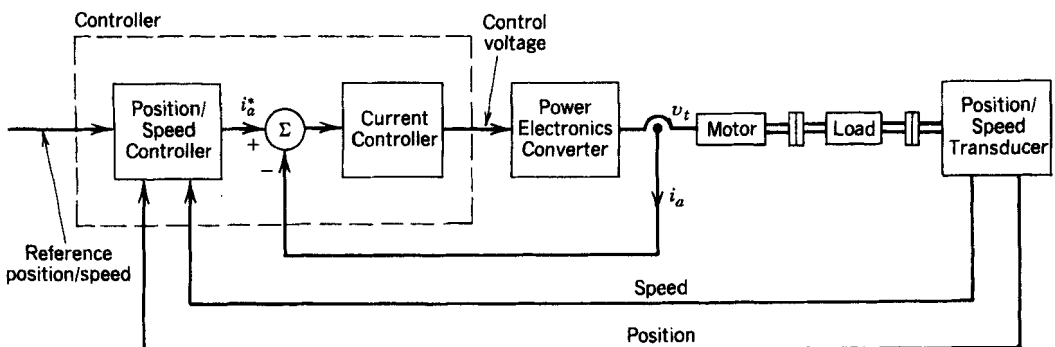 Controller
Control
voltage
Position/
Speed
Controller
i*a
+
−
Σ
Current
Controller
Power
Electronics
Converter
vt
ia
Motor
Load
Position/
Speed
Transducer
Reference
position/speed
Speed
Position